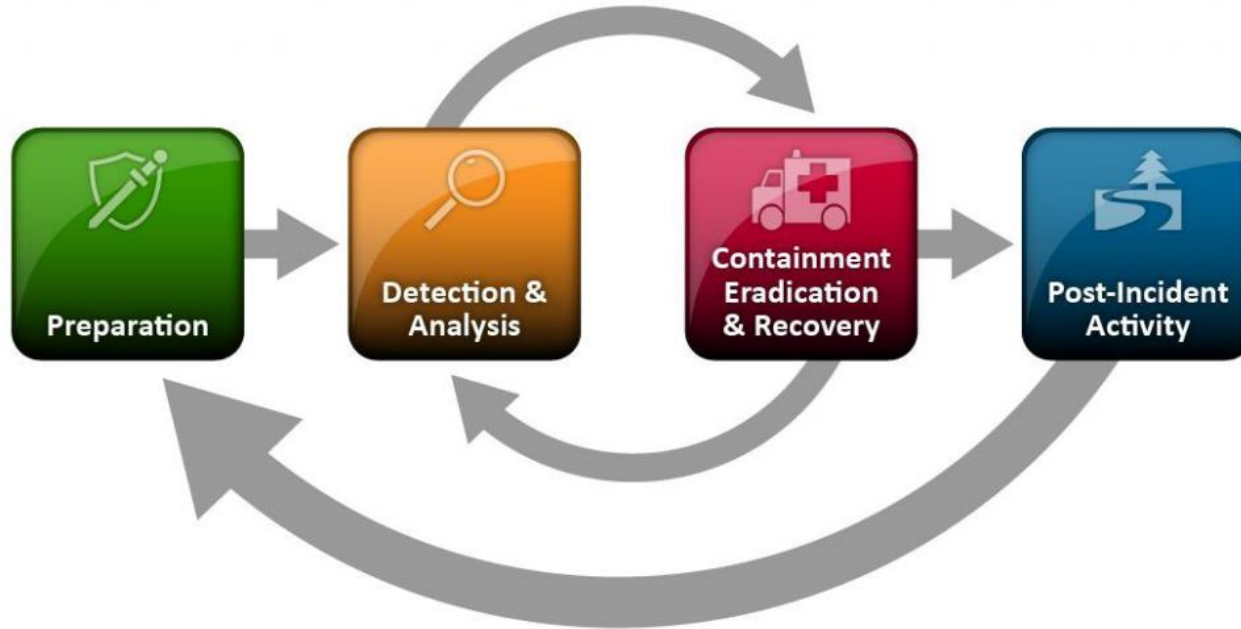 Preparation
Detection &
Analysis
Containment
Eradication
& Recovery
Post-Incident
Activity